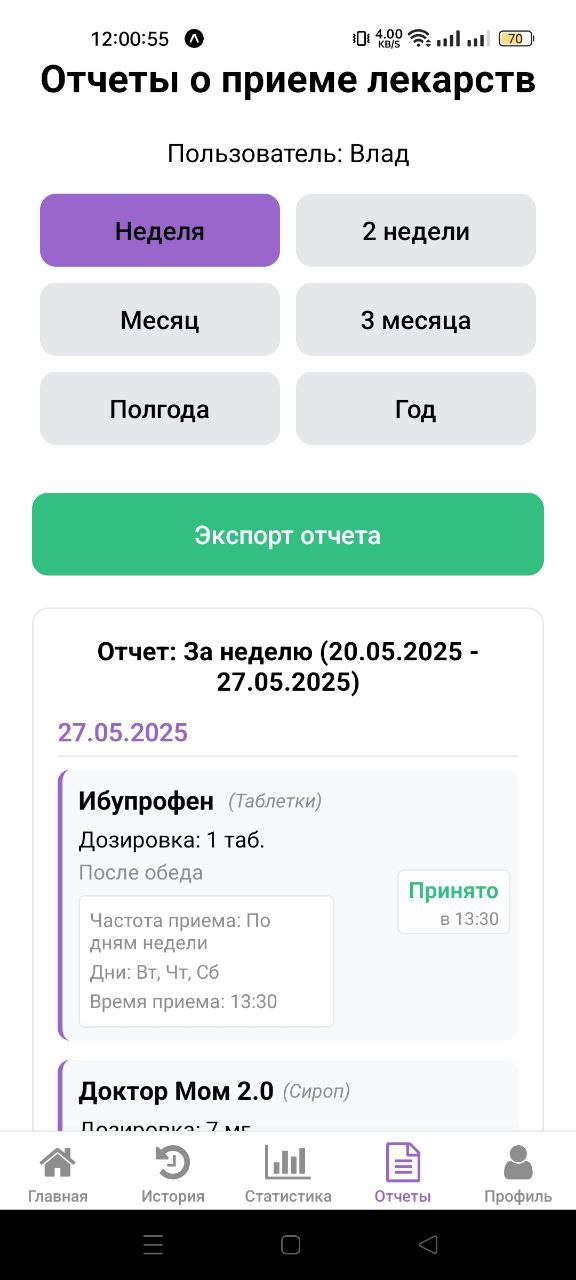 12:00:55 4.00 KB/S 70
Отчеты о приеме лекарств
Пользователь: Влад
Неделя 2 недели
Месяц 3 месяца
Полгода Год
Экспорт отчета
Отчет: За неделю (20.05.2025 -
27.05.2025)
27.05.2025
Ибупрофен (Таблетки)
Дозировка: 1 таб.
После обеда
Принято
в 13:30
Частота приема: По
дням недели
Дни: Вт, Чт, Сб
Время приема: 13:30
Доктор Мом 2.0 (Сироп)
Дозировка: 7 мг
Главная История Статистика Отчеты Профиль